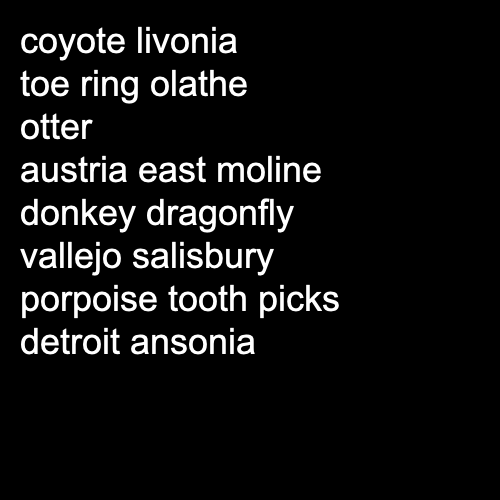 coyote livonia
toe ring olathe
otter
austria east moline
donkey dragonfly
vallejo salisbury
porpoise tooth picks
detroit ansonia